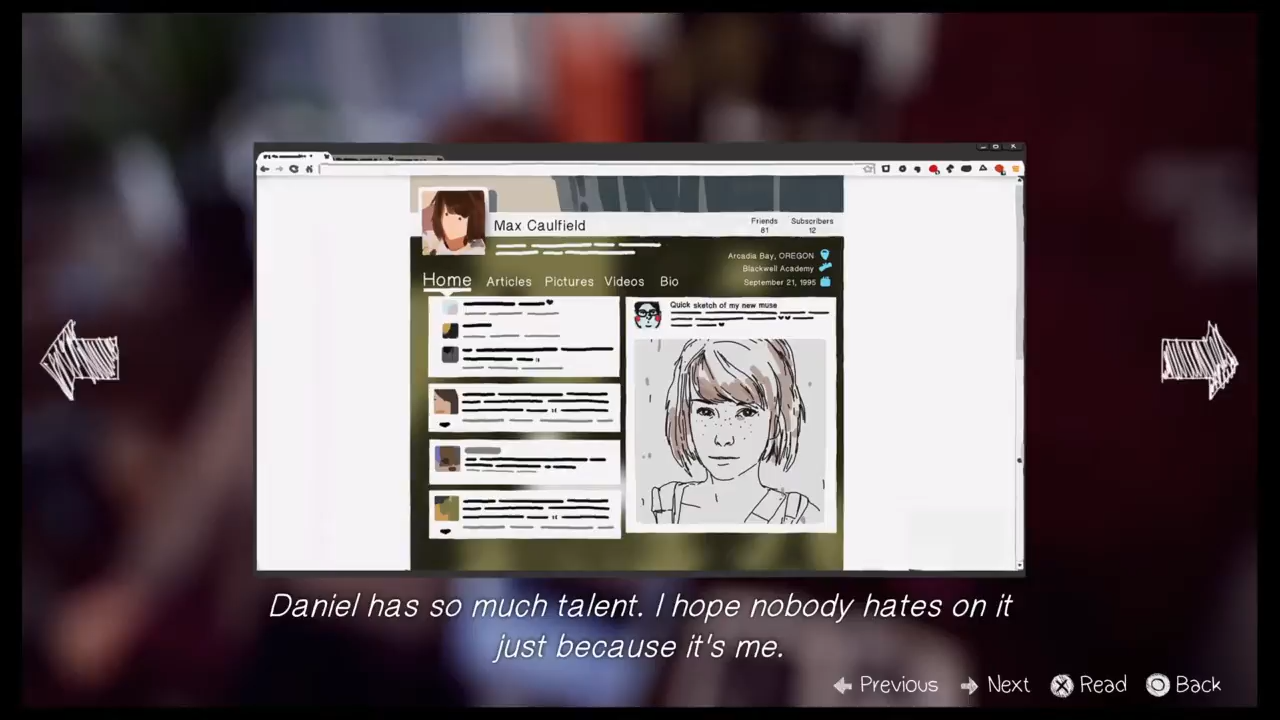 Max Caulfield
Friends
81
Subscribers
12
Arcadia Bay, OREGON
Blackwell Academy
September 21, 1995
Home Articles Pictures Videos Bio
Quick sketch of my new muse
Daniel has so much talent. I hope nobody hates on it
just because it's me.
Previous Next Read Back